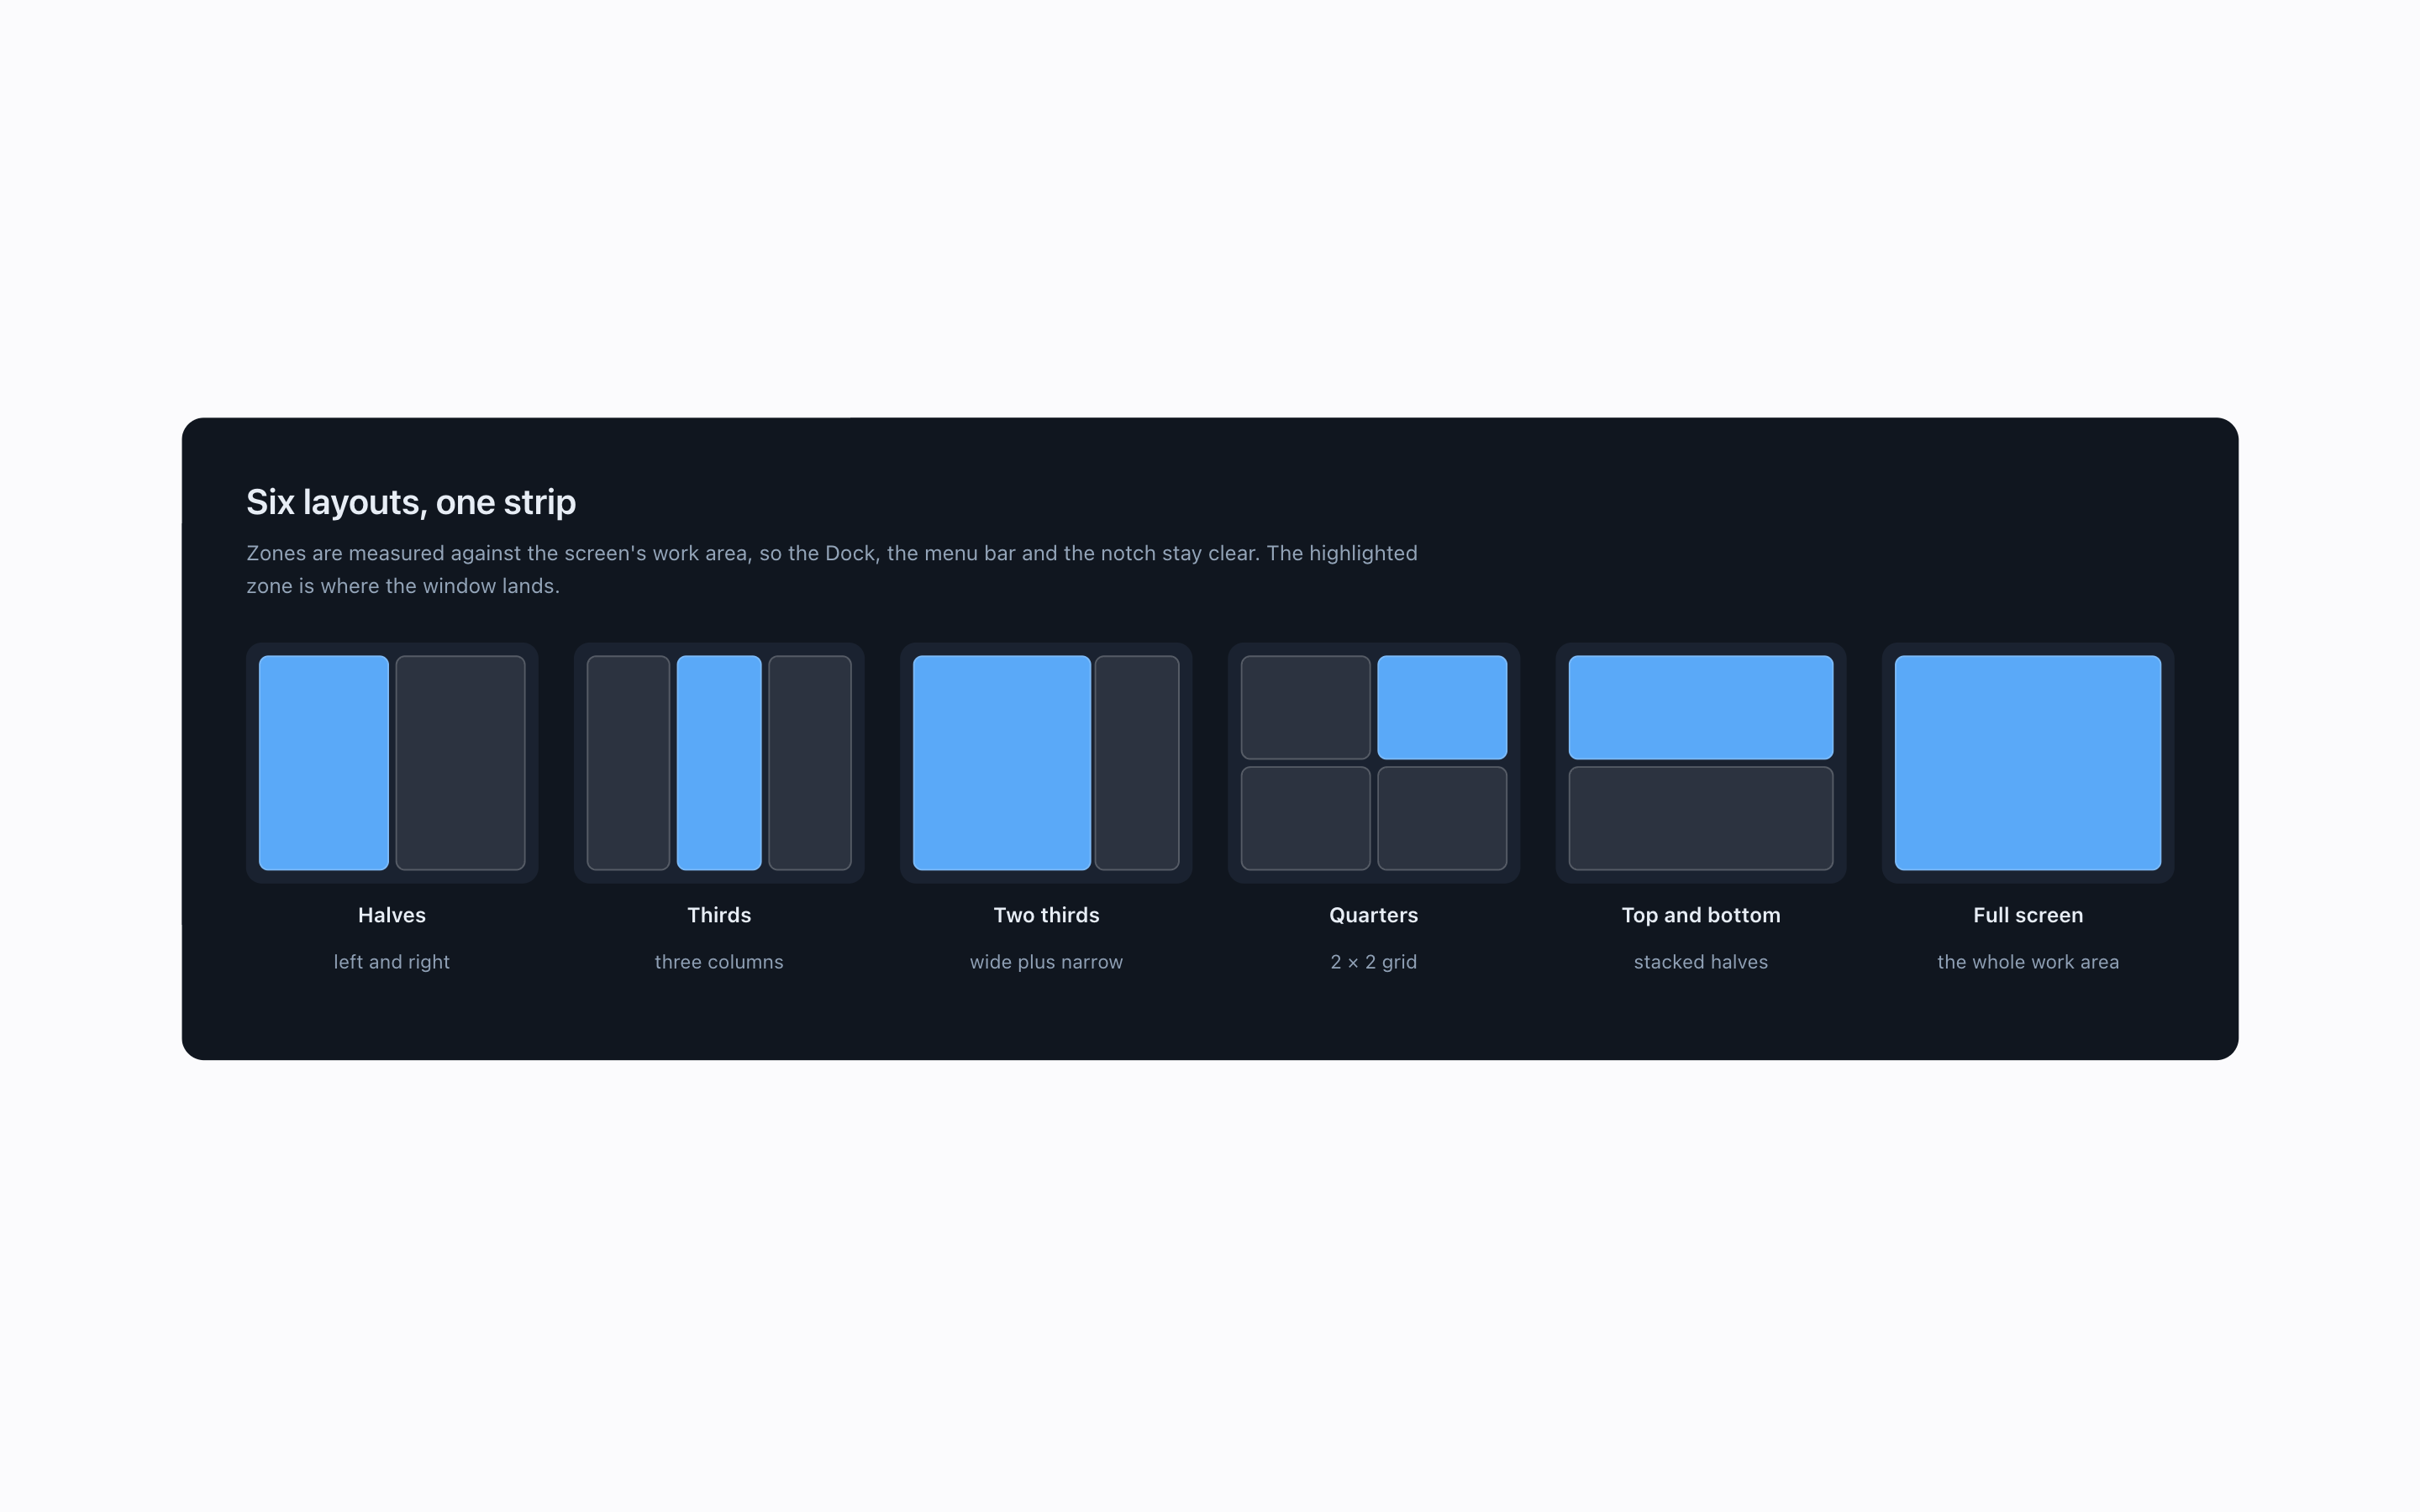 Six layouts, one strip
Zones are measured against the screen's work area, so the Dock, the menu bar and the notch stay clear. The highlighted
zone is where the window lands.
Halves
left and right
Thirds
three columns
Two thirds
wide plus narrow
Quarters
2 × 2 grid
Top and bottom
stacked halves
Full screen
the whole work area